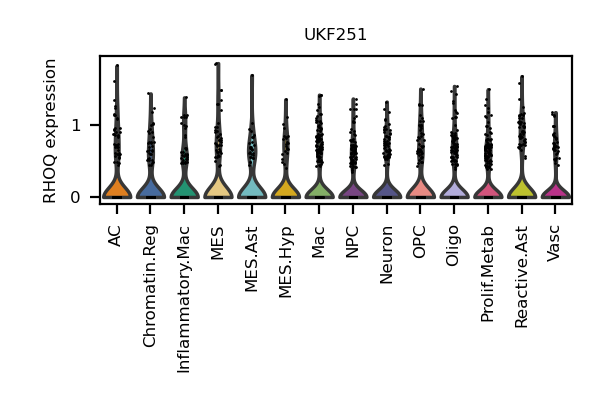 UKF251
RHOQ expression
1
0
AC
Chromatin.Reg
Inflammatory.Mac
MES
MES.Ast
MES.Hyp
Mac
NPC
Neuron
OPC
Oligo
Prolif.Metab
Reactive.Ast
Vasc